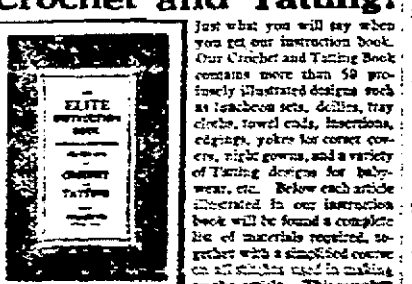 Crochet and Tatting!
ELITE
INSTRUCTION
BOOK
CROCHET
TATTING
Just what you will say when
you get our instruction book.
Our Crochet and Tatting Book
contains more than 50 pro-
fusely illustrated designs such
as luncheon sets, doilies, tray
cloths, towel ends, insertions,
edgings, yokes for corset cov-
ers, night gowns, and a variety
of Tatting designs for baby-
wear, etc. Below each article
illustrated in our instruction
book will be found a complete
list of materials required, to-
gether with a simplified course
on all stitches used in making